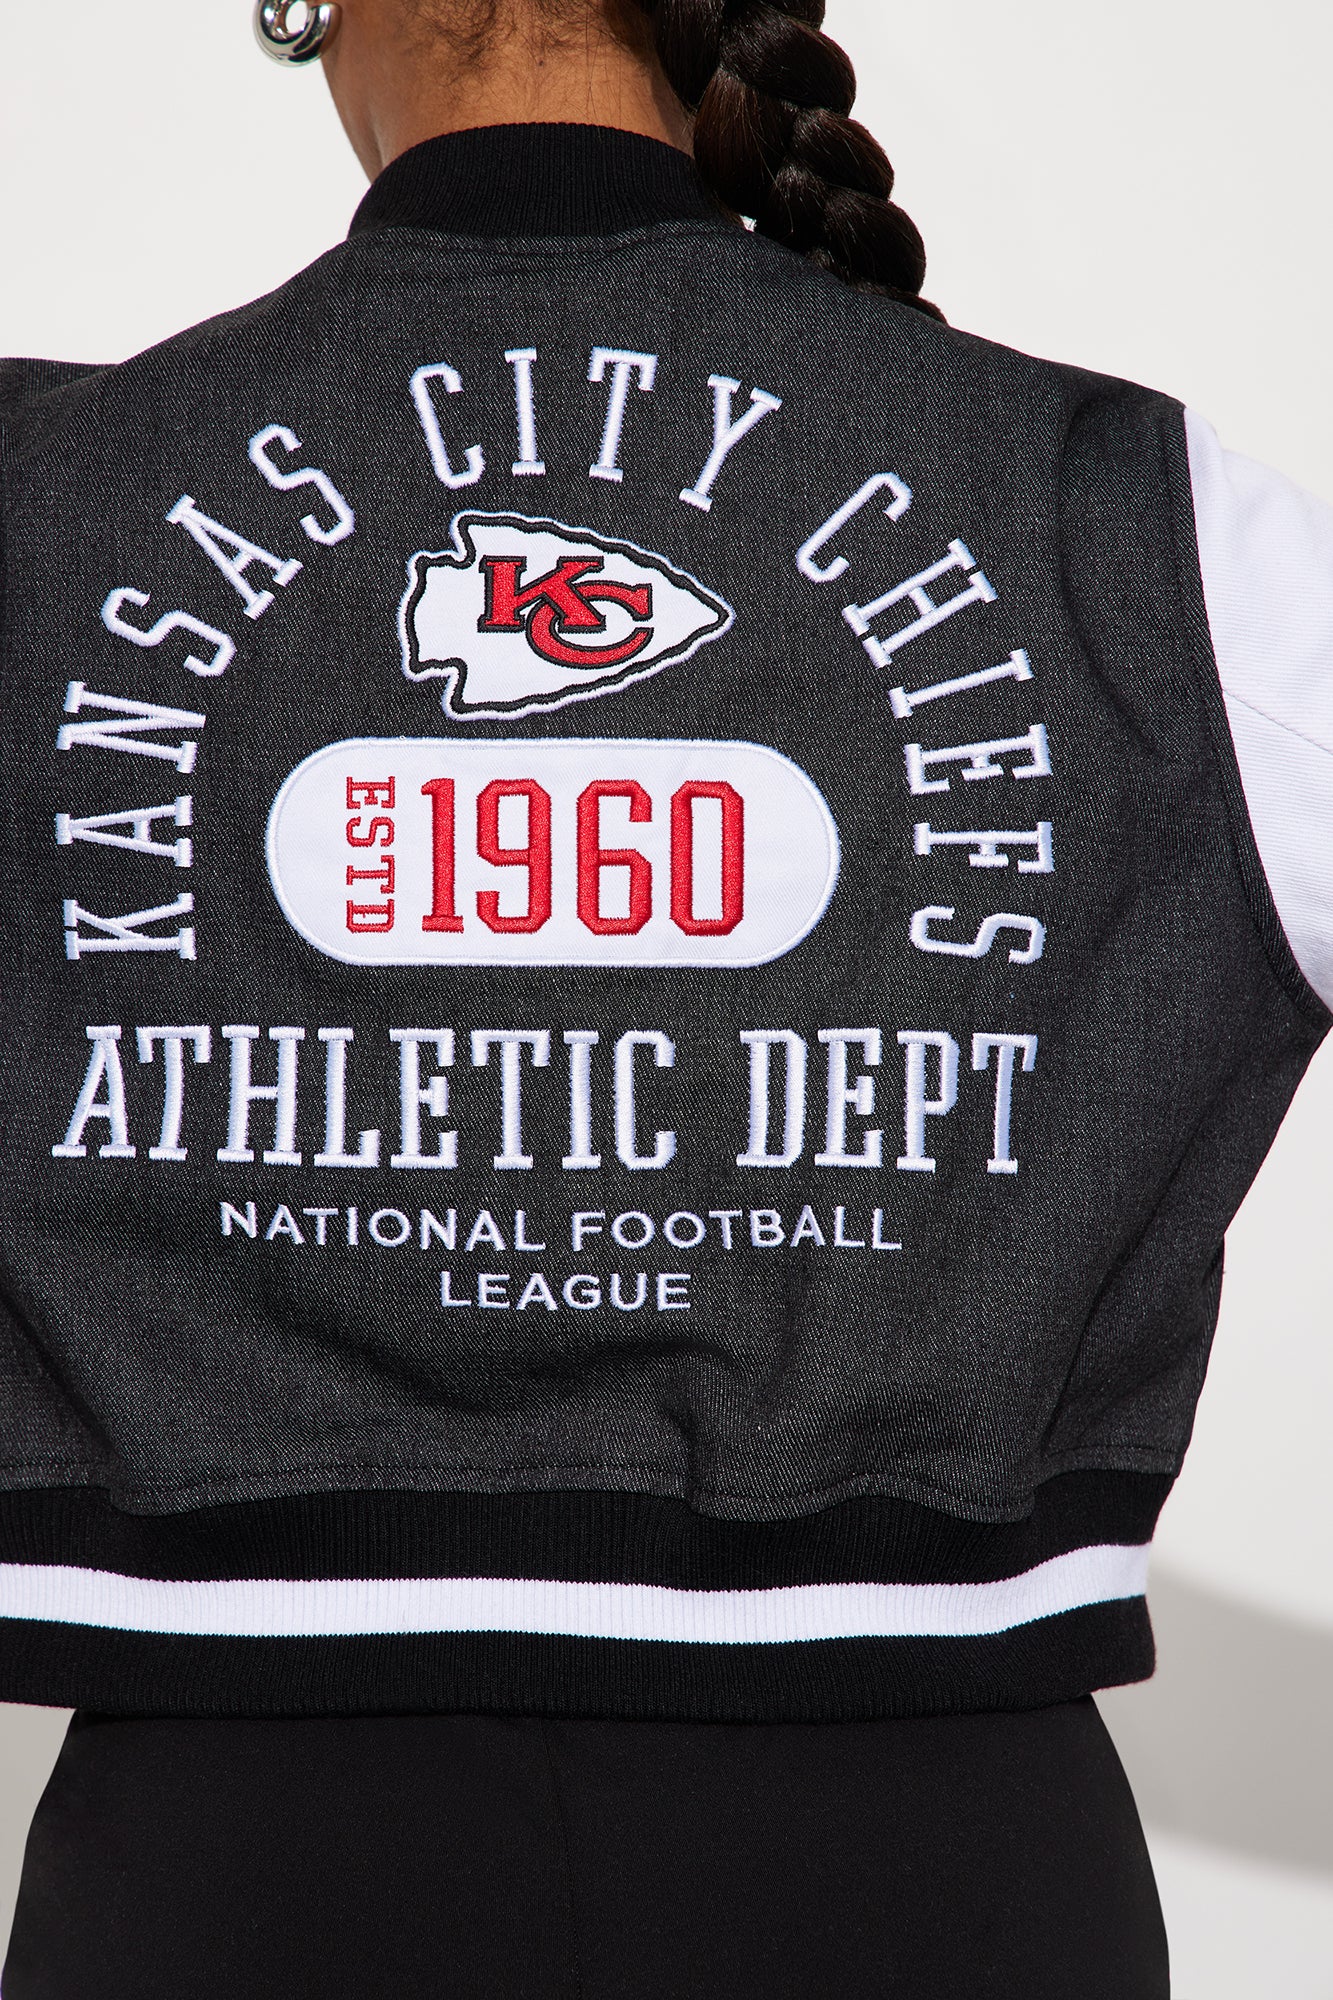 KANSAS CITY CHIEFS
KC
ESTD 1960
ATHLETIC DEPT
NATIONAL FOOTBALL
LEAGUE